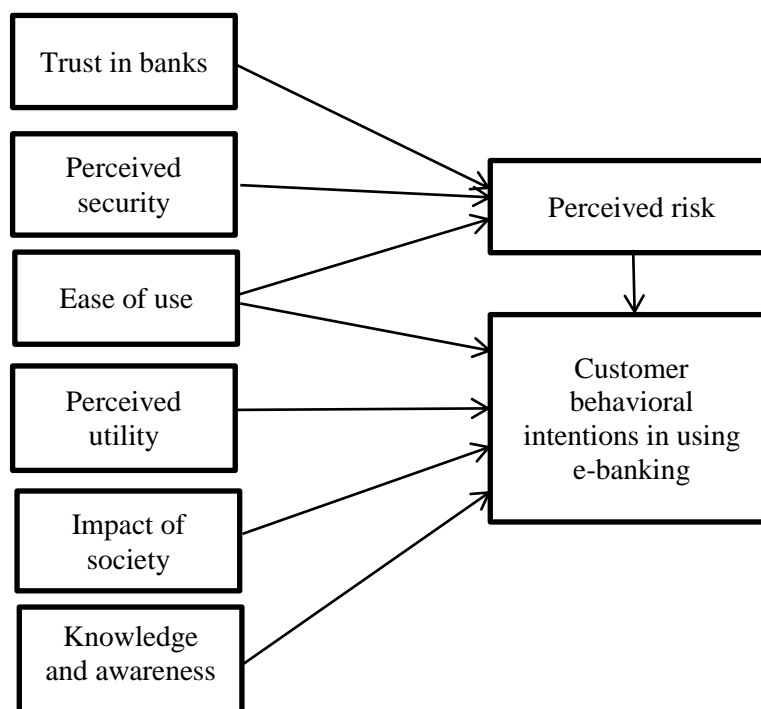 Trust in banks
Perceived
security
Ease of use
Perceived
utility
Impact of
society
Knowledge
and awareness
Perceived risk
Customer
behavioral
intentions in using
e-banking